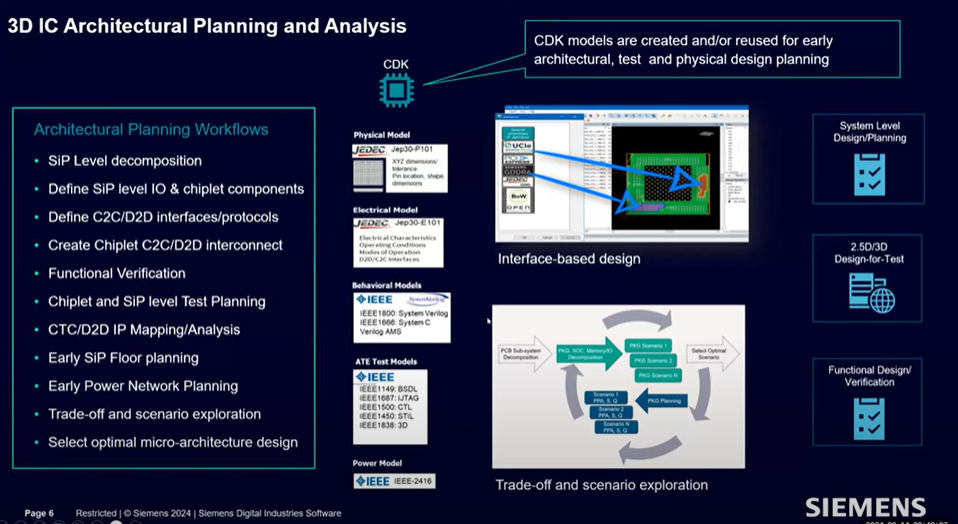 3D IC Architectural Planning and Analysis
CDK
CDK models are created and/or reused for early
architectural, test and physical design planning
Architectural Planning Workflows
• SiP Level decomposition
• Define SiP level IO & chiplet components
• Define C2C/D2D interfaces/protocols
• Create Chiplet C2C/D2D interconnect
• Functional Verification
• Chiplet and SiP level Test Planning
• CTC/D2D IP Mapping/Analysis
• Early SiP Floor planning
• Early Power Network Planning
• Trade-off and scenario exploration
• Select optimal micro-architecture design
Physical Model
JEDEC Jep30-P101
XYZ dimensions/
tolerance
Pin location, shape,
dimensions
Electrical Model
JEDEC Jep30-E101
Electrical Characteristics
Operating Conditions
Modes of Operation
D2D/C2C Interfaces
Behavioral Models
IEEE
IEEE1800: System Verilog
IEEE1666: System C
Verilog AMS
ATE Test Models
IEEE
IEEE1149: BSDL
IEEE1687: IJTAG
IEEE1500: CTL
IEEE1450: STIL
IEEE1838: 3D
Power Model
IEEE IEEE-2416
UCIe
GDDR6
JEDEC
BoW
OPEN
Interface-based design
PCB Sub-system
Decomposition
PKG, SOC, Memory/IO
Decomposition
PKG Scenario 1
PKG Scenario 2
PKG Scenario N
Select Optimal
Scenario
PKG Planning
Scenario 1
PPA, S, Q
Scenario 2
PPA, S, Q
Scenario N
PPA, S, Q
Trade-off and scenario exploration
System Level
Design/Planning
2.5D/3D
Design-for-Test
Functional Design/
Verification
Page 6 Restricted | © Siemens 2024 | Siemens Digital Industries Software
SIEMENS